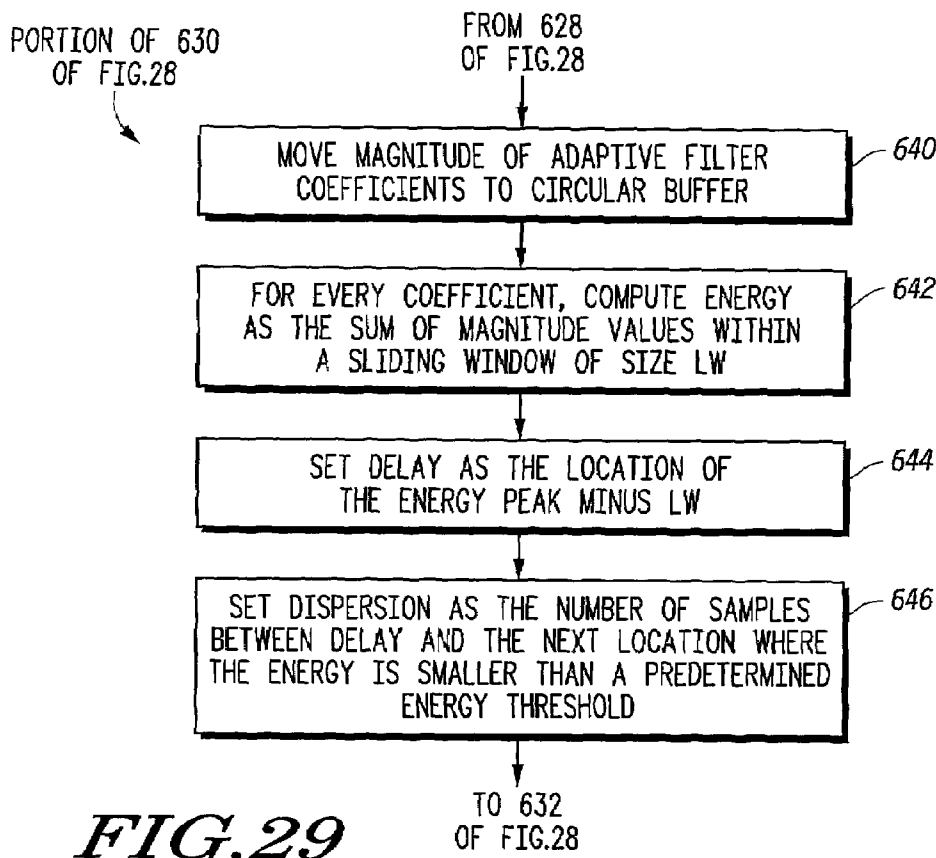 PORTION OF 630
OF FIG.28
FROM 628
OF FIG.28
MOVE MAGNITUDE OF ADAPTIVE FILTER
COEFFICIENTS TO CIRCULAR BUFFER
640
FOR EVERY COEFFICIENT, COMPUTE ENERGY
AS THE SUM OF MAGNITUDE VALUES WITHIN
A SLIDING WINDOW OF SIZE LW
642
SET DELAY AS THE LOCATION OF
THE ENERGY PEAK MINUS LW
644
SET DISPERSION AS THE NUMBER OF SAMPLES
BETWEEN DELAY AND THE NEXT LOCATION WHERE
THE ENERGY IS SMALLER THAN A PREDETERMINED
ENERGY THRESHOLD
646
TO 632
OF FIG.28
FIG.29